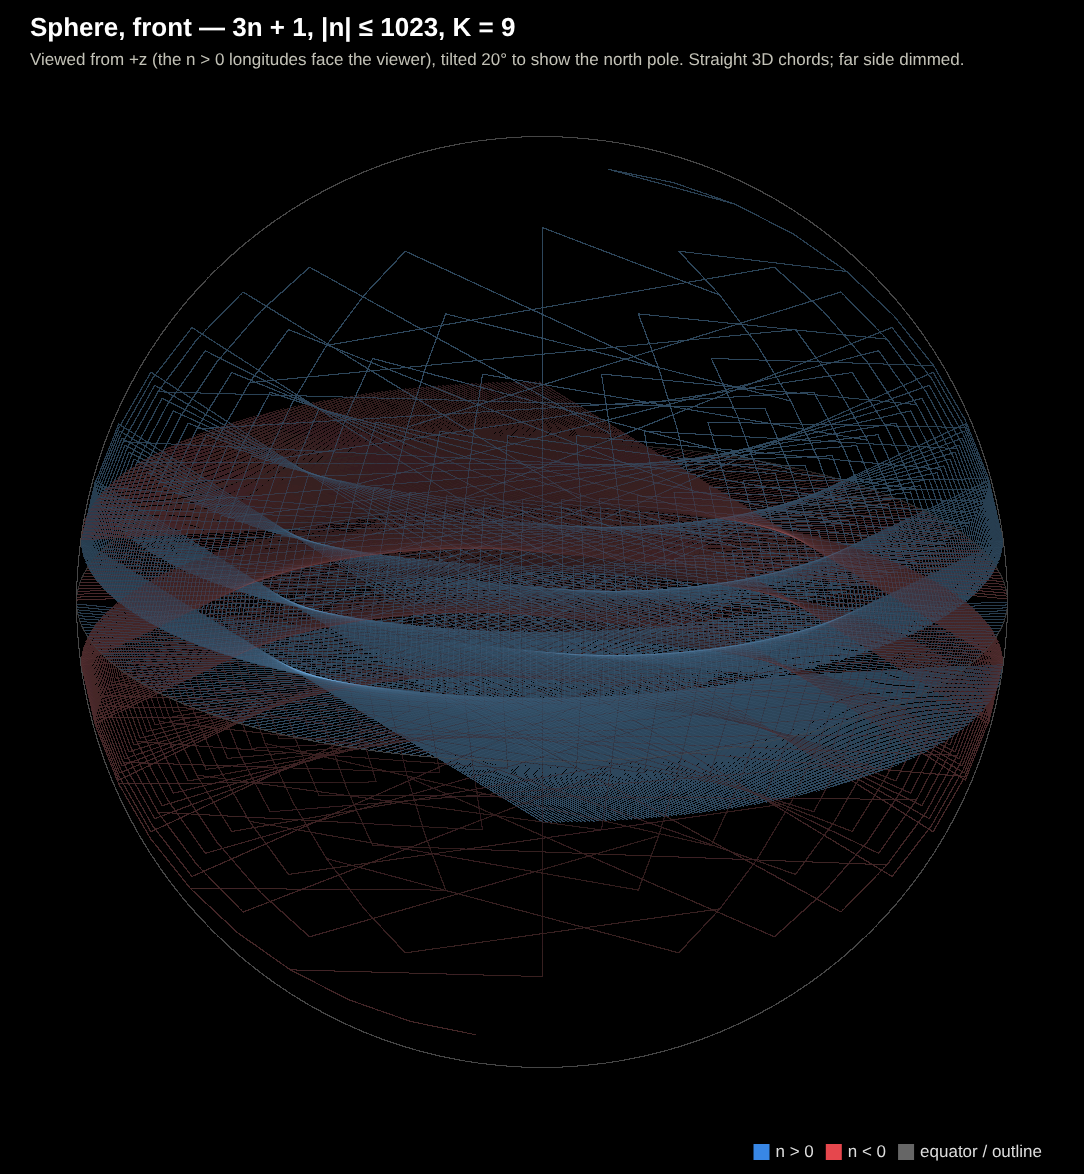 Sphere, front — 3n + 1, |n| ≤ 1023, K = 9
Viewed from +z (the n > 0 longitudes face the viewer), tilted 20° to show the north pole. Straight 3D chords; far side dimmed.
n > 0 n < 0 equator / outline